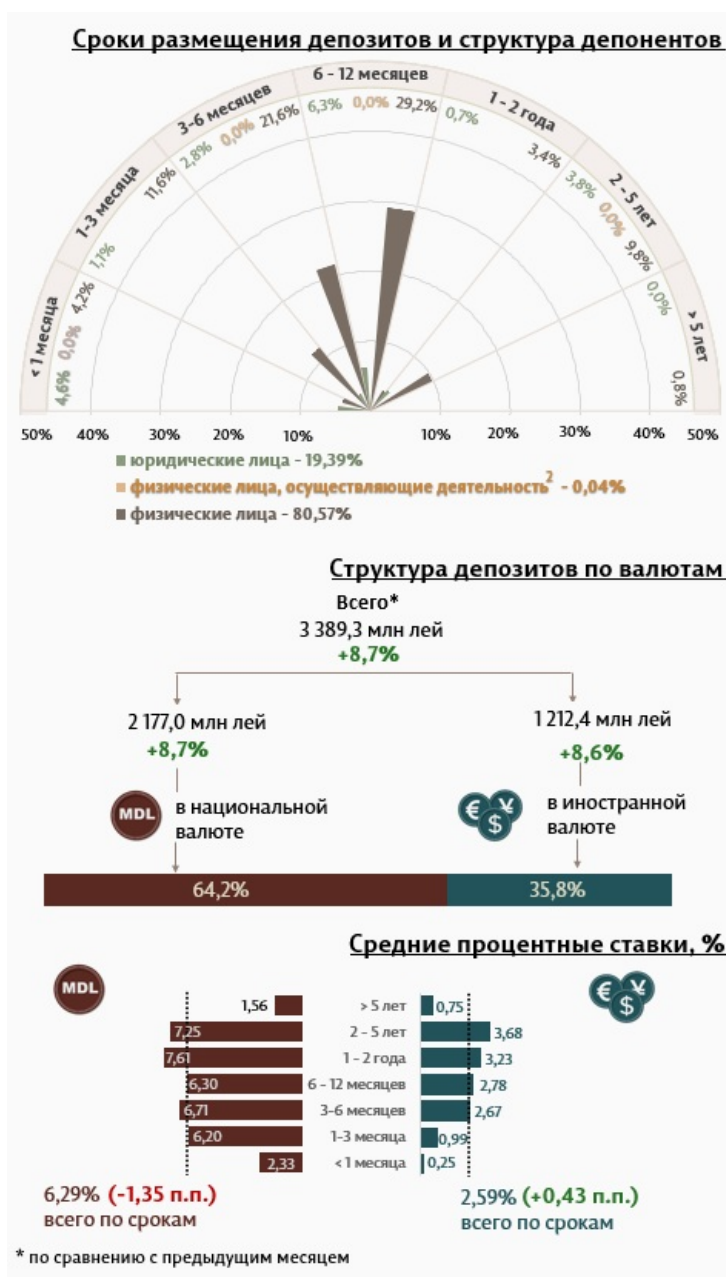 Сроки размещения депозитов и структура депонентов
< 1 месяца
4,6% 0,0% 4,2%
1-3 месяца
1,1% 11,6%
3-6 месяцев
2,8% 0,0% 21,6%
6 - 12 месяцев
6,3% 0,0% 29,2%
1 - 2 года
0,7% 3,4%
2 - 5 лет
3,8% 0,0% 9,8%
> 5 лет
0,0% 0,8%
50% 40% 30% 20% 10% 10% 20% 30% 40% 50%
юридические лица - 19,39%
физические лица, осуществляющие деятельность2 - 0,04%
физические лица - 80,57%
Структура депозитов по валютам
Всего*
3 389,3 млн лей
+8,7%
2 177,0 млн лей 1 212,4 млн лей
+8,7% +8,6%
MDL в национальной валюте
€ ¥ $ в иностранной валюте
64,2% 35,8%
Средние процентные ставки, %
MDL € ¥ $
1,56 > 5 лет 0,75
7,25 2 - 5 лет 3,68
7,61 1 - 2 года 3,23
6,30 6 - 12 месяцев 2,78
6,71 3-6 месяцев 2,67
6,20 1-3 месяца 0,99
2,33 < 1 месяца 0,25
6,29% (-1,35 п.п.)
всего по срокам
2,59% (+0,43 п.п.)
всего по срокам
* по сравнению с предыдущим месяцем